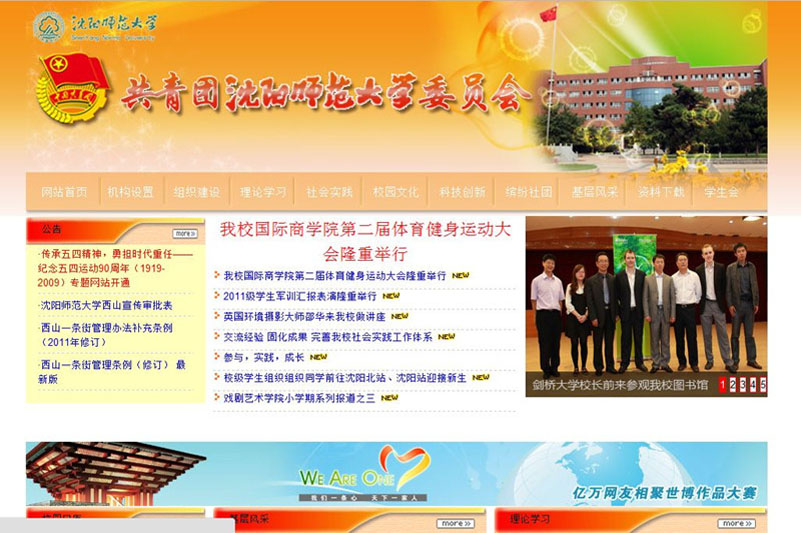 沈阳师范大学
Shenyang Normal University
共青团沈阳师范大学委员会
网站首页 机构设置 组织建设 理论学习 社会实践 校园文化 科技创新 缤纷社团 基层风采 资料下载 学生会
公告
more>>
·传承五四精神，勇担时代重任——
纪念五四运动90周年（1919-
2009）专题网站开通
·沈阳师范大学西山宣传审批表
·西山一条街管理办法补充条例
（2011年修订）
·西山一条街管理条例（修订） 最
新版
我校国际商学院第二届体育健身运动大
会隆重举行
我校国际商学院第二届体育健身运动大会隆重举行 NEW
2011级学生军训汇报表演隆重举行 NEW
英国环境摄影大师邵华来我校做讲座 NEW
交流经验 固化成果 完善我校社会实践工作体系 NEW
参与，实践，成长 NEW
校级学生组织组织同学前往沈阳北站、沈阳站迎接新生 NEW
戏剧艺术学院小学期系列报道之三 NEW
剑桥大学校长前来参观我校图书馆 1 2 3 4 5
WE ARE ONE
我们一条心 天下一家人
亿万网友相聚世博作品大赛
基层风采
more>>
理论学习
more>>